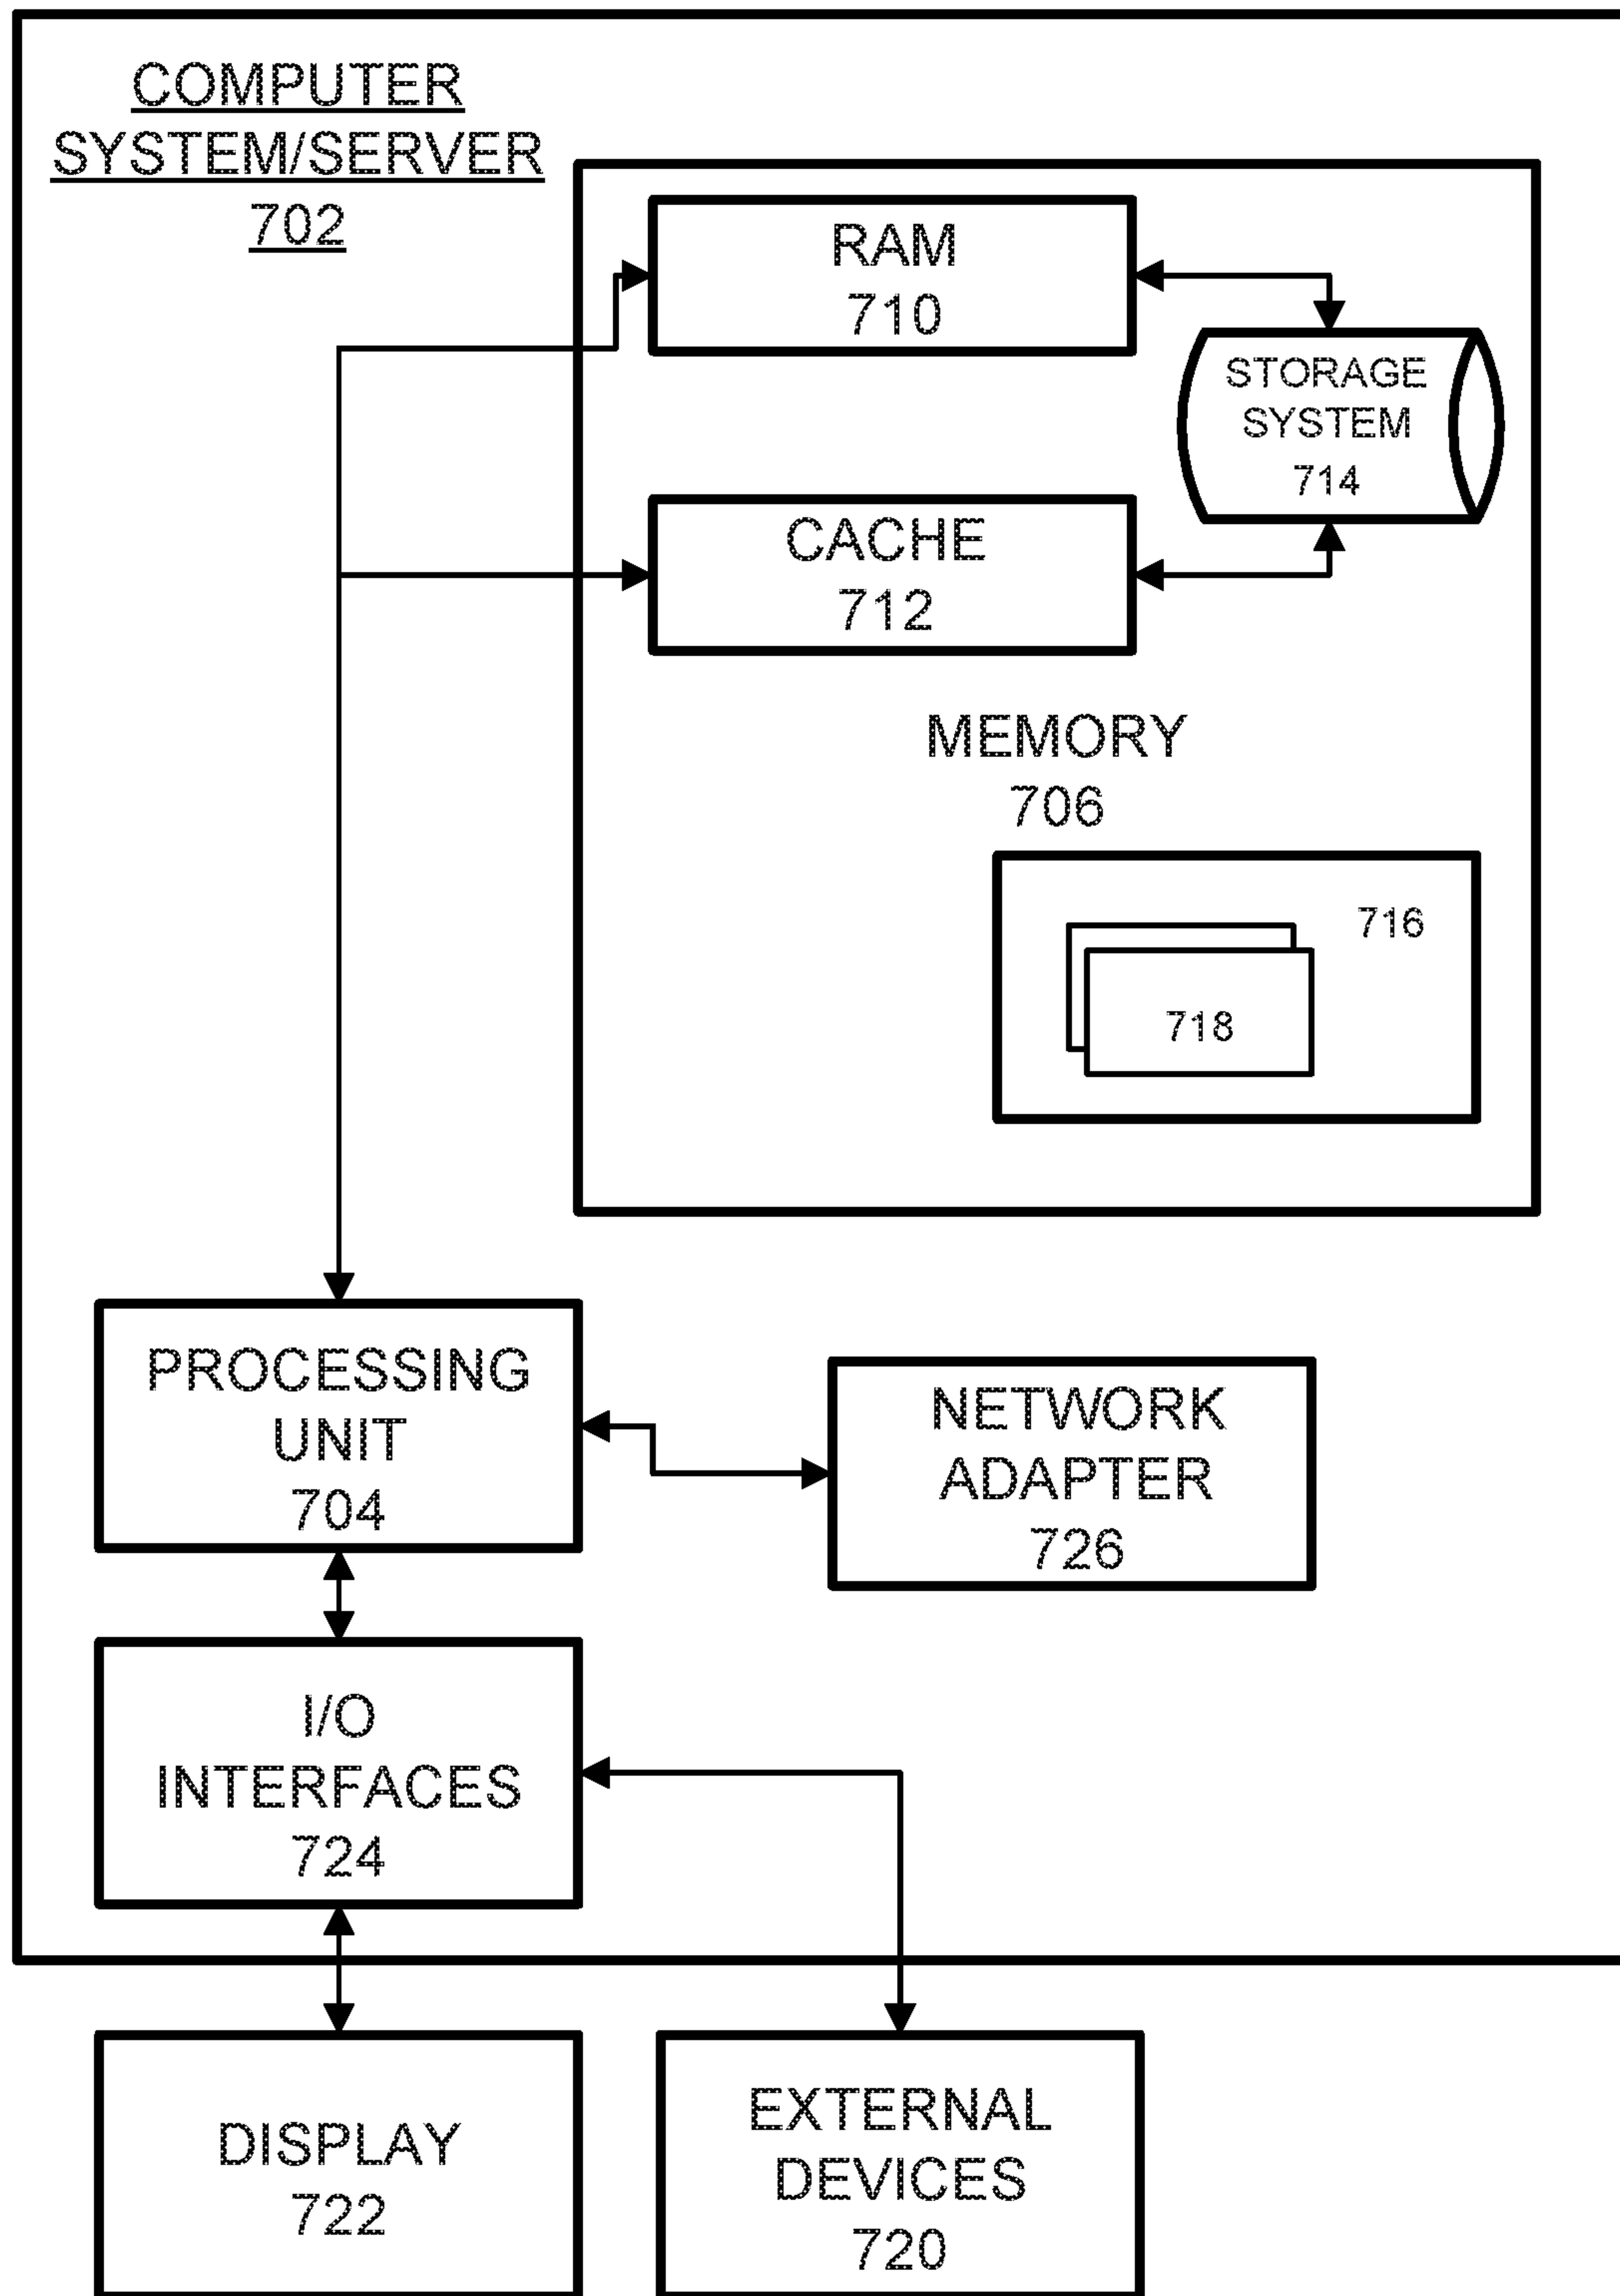 COMPUTER
SYSTEM/SERVER
702
RAM
710
STORAGE
SYSTEM
714
CACHE
712
MEMORY
706
716
718
PROCESSING
UNIT
704
NETWORK
ADAPTER
726
I/O
INTERFACES
724
DISPLAY
722
EXTERNAL
DEVICES
720